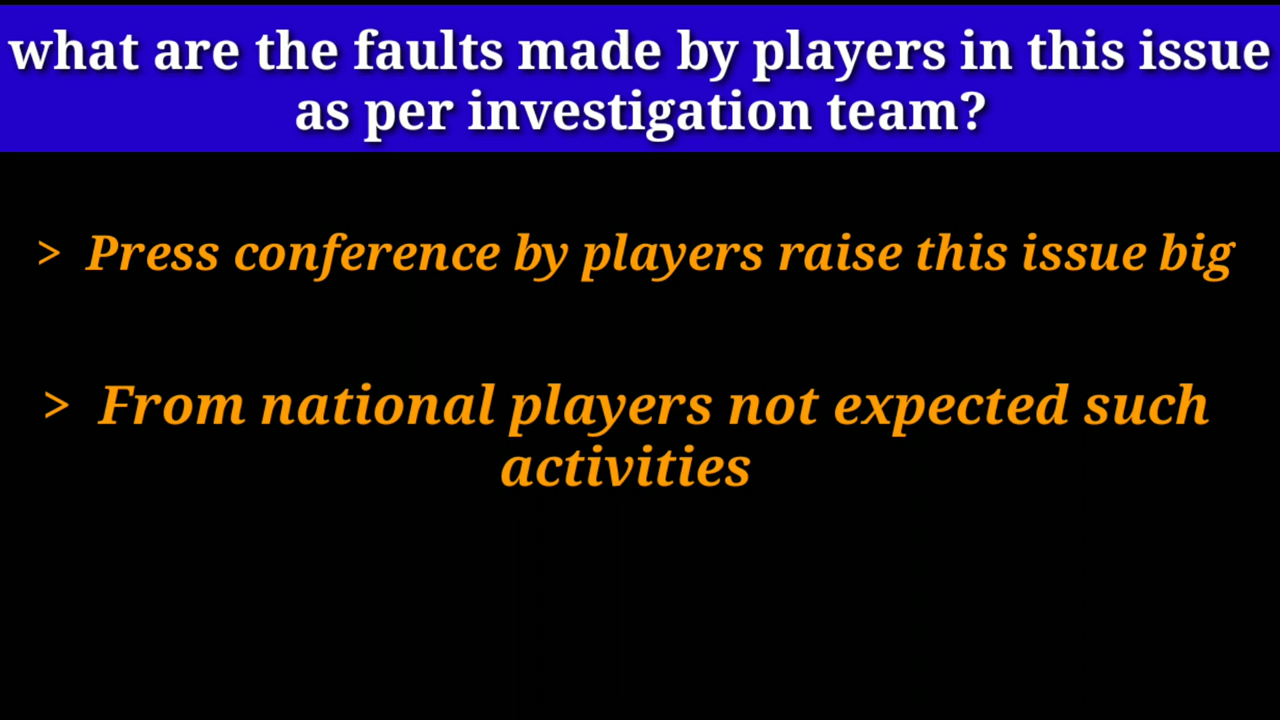 what are the faults made by players in this issue
as per investigation team?
> Press conference by players raise this issue big
> From national players not expected such
activities